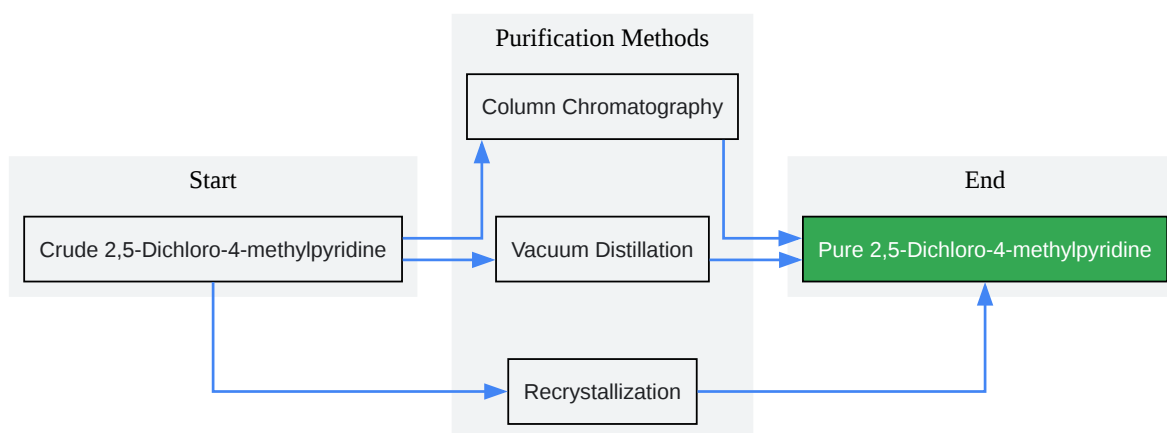 Purification Methods
Column Chromatography
Start
End
Crude 2,5-Dichloro-4-methylpyridine
Vacuum Distillation
Pure 2,5-Dichloro-4-methylpyridine
Recrystallization